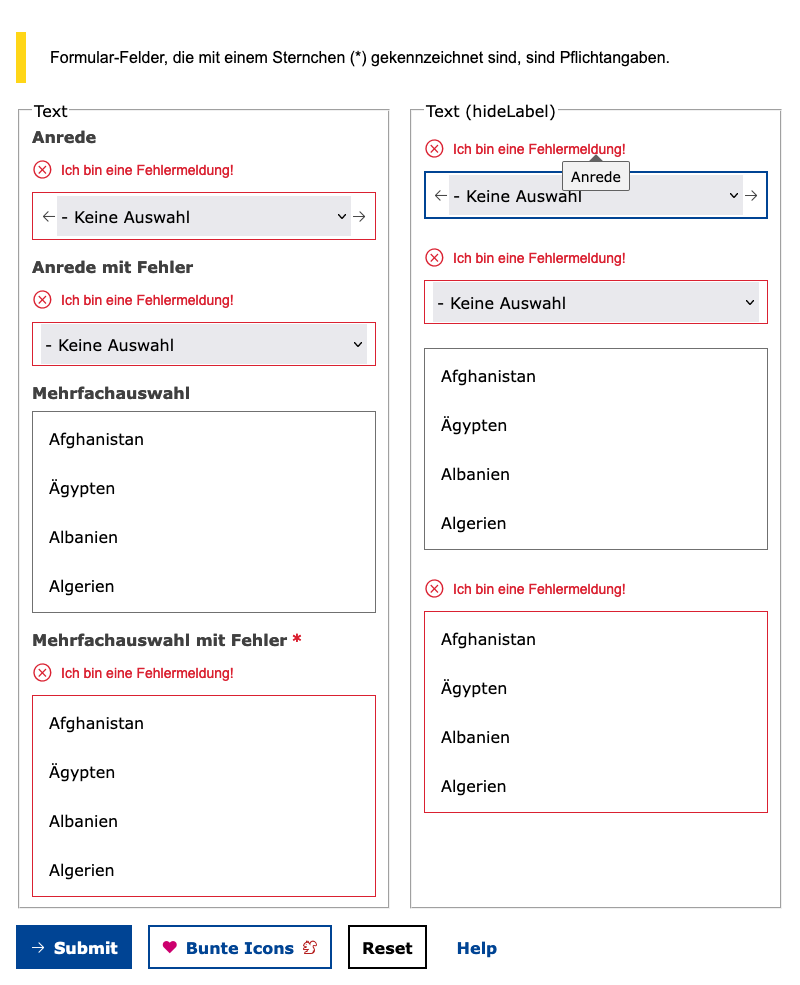 Formular-Felder, die mit einem Sternchen (*) gekennzeichnet sind, sind Pflichtangaben.
Text
Anrede
Ich bin eine Fehlermeldung!
- Keine Auswahl
Anrede mit Fehler
Ich bin eine Fehlermeldung!
- Keine Auswahl
Mehrfachauswahl
Afghanistan
Ägypten
Albanien
Algerien
Mehrfachauswahl mit Fehler *
Ich bin eine Fehlermeldung!
Afghanistan
Ägypten
Albanien
Algerien
Text (hideLabel)
Ich bin eine Fehlermeldung!
Anrede
- Keine Auswahl
Ich bin eine Fehlermeldung!
- Keine Auswahl
Afghanistan
Ägypten
Albanien
Algerien
Ich bin eine Fehlermeldung!
Afghanistan
Ägypten
Albanien
Algerien
Submit
Bunte Icons
Reset
Help